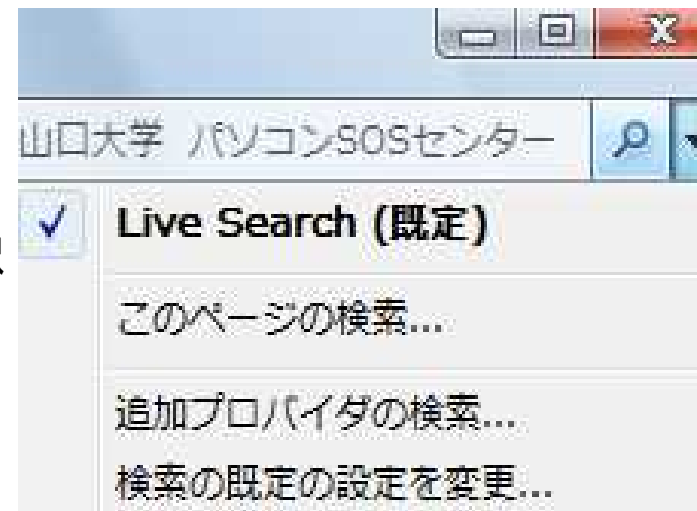 山口大学 パソコンSOSセンター
Live Search (既定)
このページの検索...
追加プロバイダの検索...
検索の既定の設定を変更...